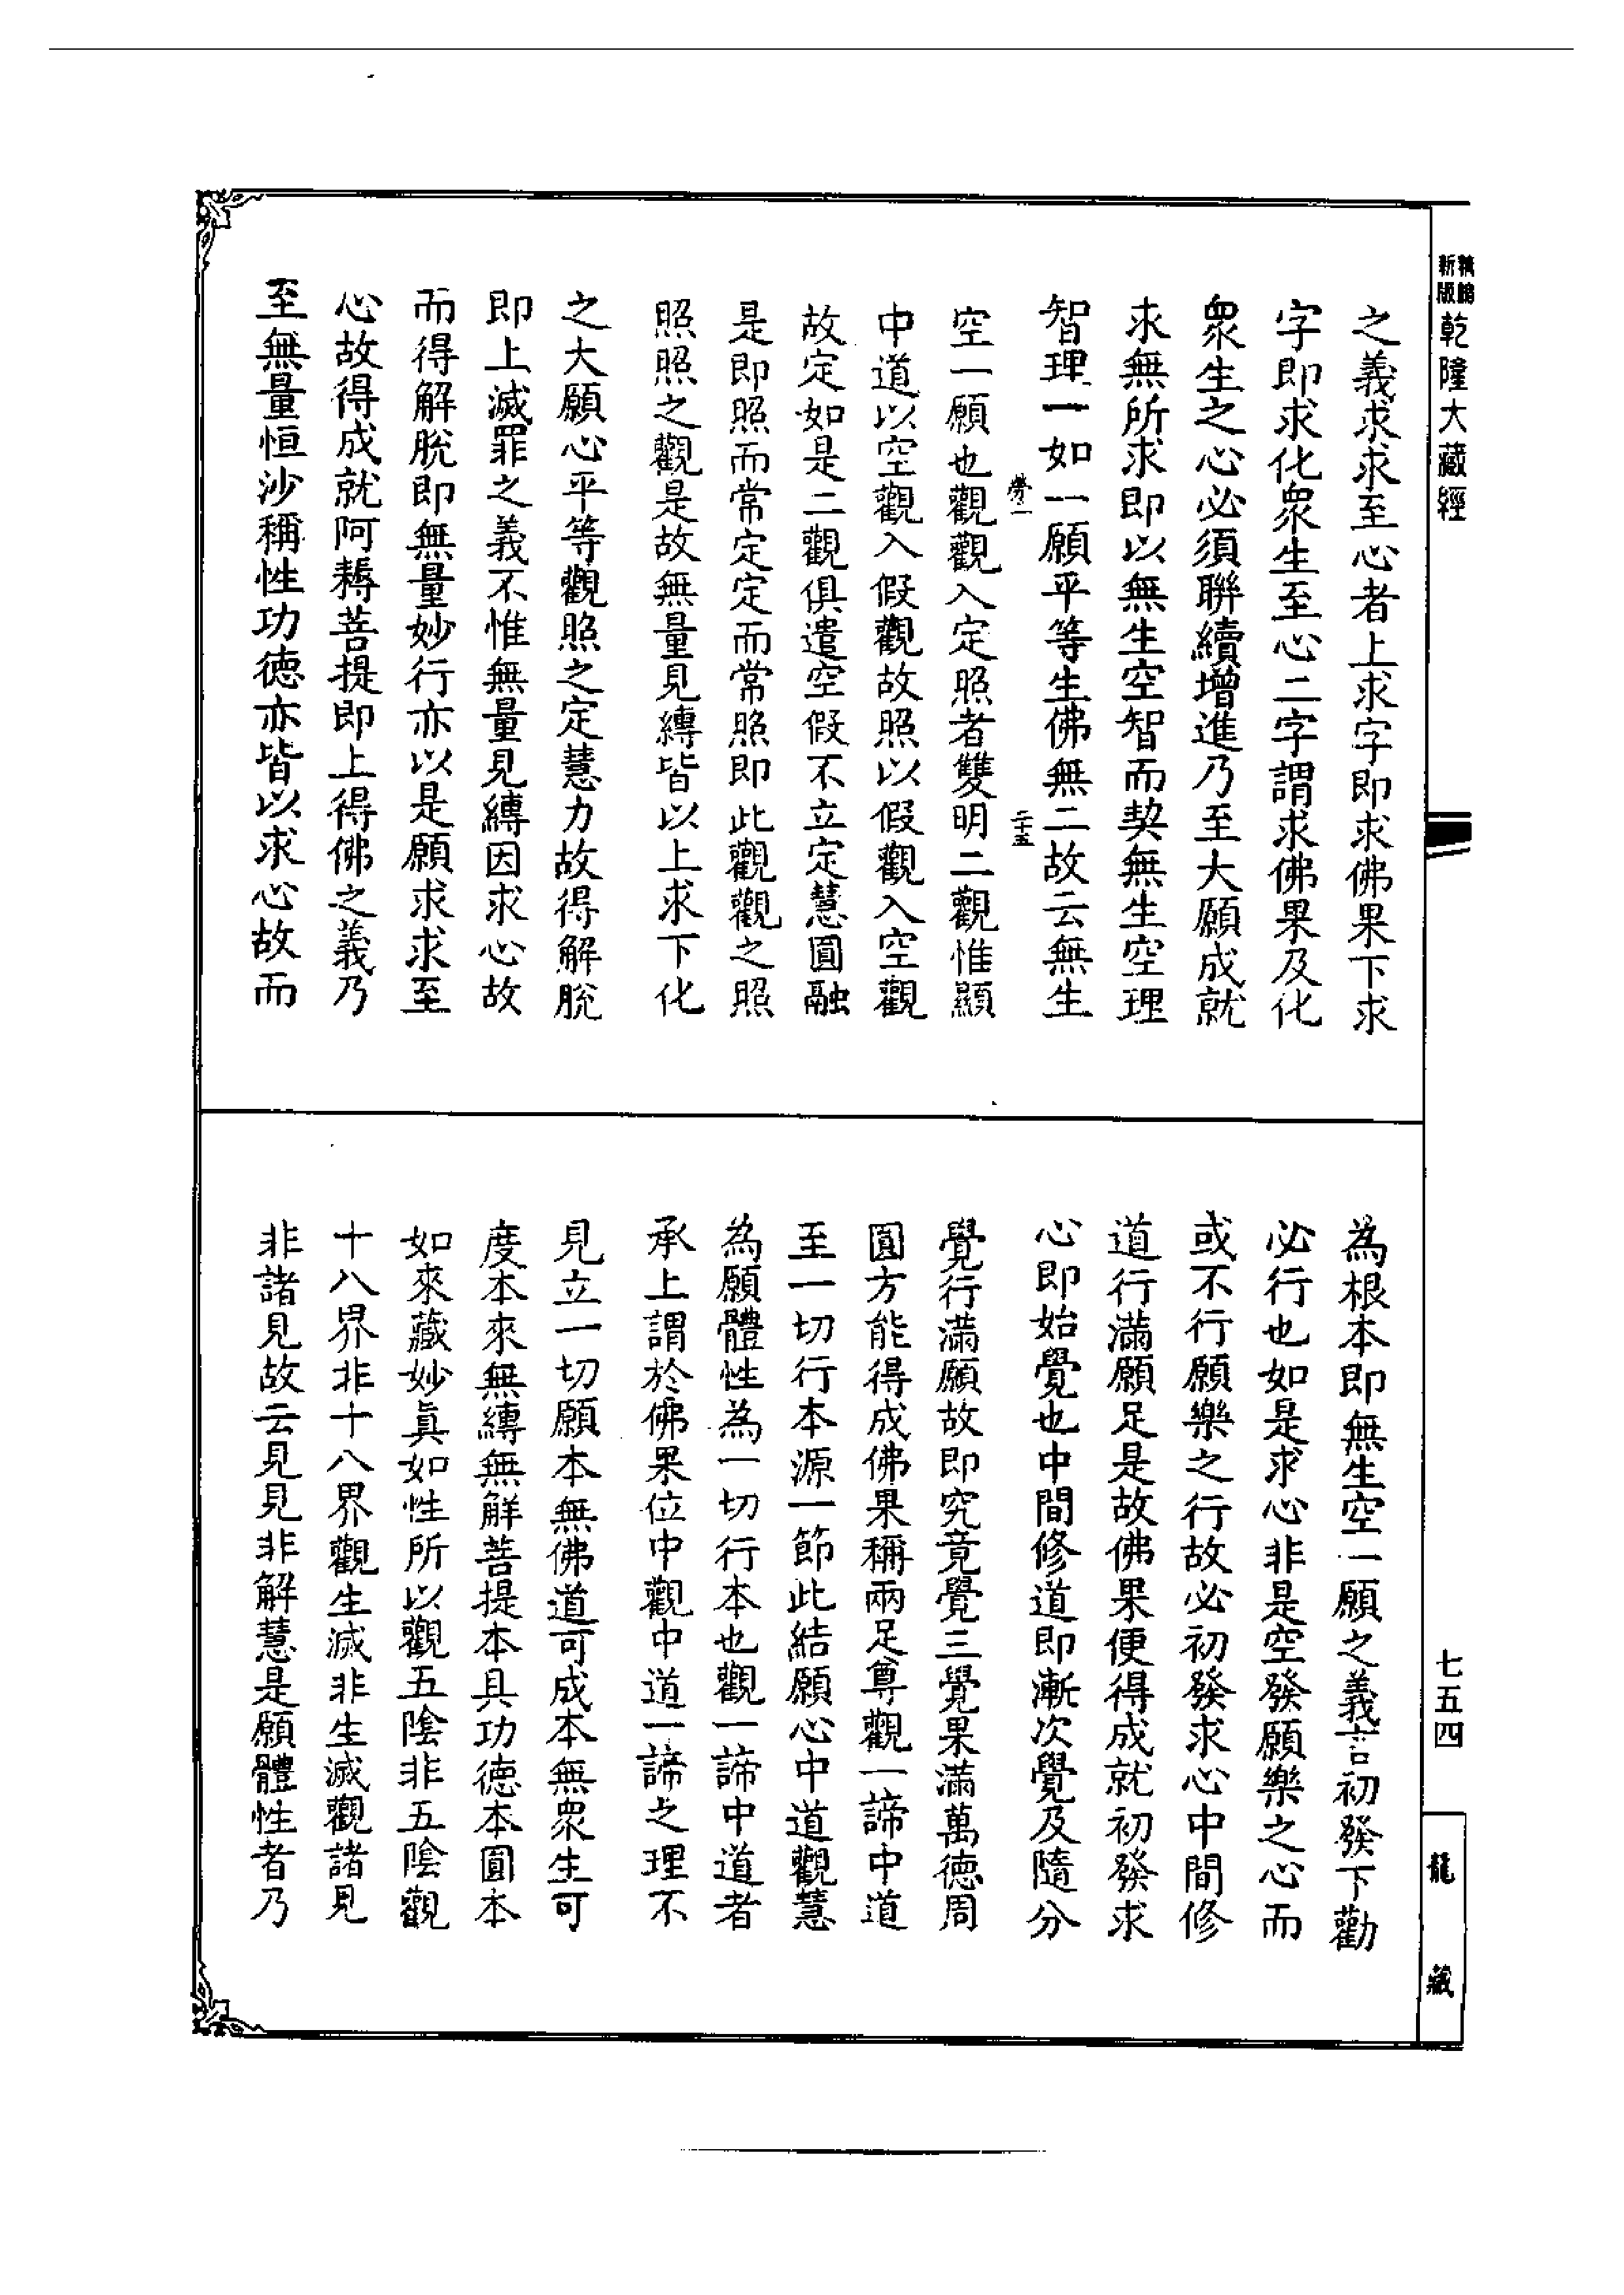 新版
精縮
乾隆大藏經
之義求求至心者上求字即求佛果下求
字即求化眾生至心二字謂求佛果及化
眾生之心必須聯續增進乃至大願成就
求無所求即以無生空智而契無生空理
智理一如一願平等生佛無二故云無生
勞一
二十五
空一願也觀觀入定照者雙明二觀惟顯
中道以空觀入假觀故照以假觀入空觀
故定如是二觀俱遣空假不立定慧圓融
是即照而常定定而常照即此觀觀之照
照照之觀是故無量見縛皆以上求下化
之大願心平等觀照之定慧力故得解脫
即上滅罪之義不惟無量見縛因求心故
而得解脫即無量妙行亦以是願求求至
心故得成就阿耨菩提即上得佛之義乃
至無量恒沙稱性功德亦皆以求心故而
為根本即無生空一願之義言初發下勸
必行也如是求心非是空發願樂之心而
或不行願樂之行故必初發求心中間修
道行滿願足是故佛果便得成就初發求
心即始覺也中間修道即漸次覺及隨分
覺行滿願故即究竟覺三覺果滿萬德周
圓方能得成佛果稱兩足尊觀一諦中道
至一切行本源一節此結願心中道觀慧
為願體性為一切行本也觀一諦中道者
承上謂於佛果位中觀中道一諦之理不
見立一切願本無佛道可成本無眾生可
度本來無縛無解菩提本具功德本圓本
如來藏妙真如性所以觀五陰非五陰觀
十八界非十八界觀生滅非生滅觀諸見
非諸見故云見見非解慧是願體性者乃
七五四
龍藏